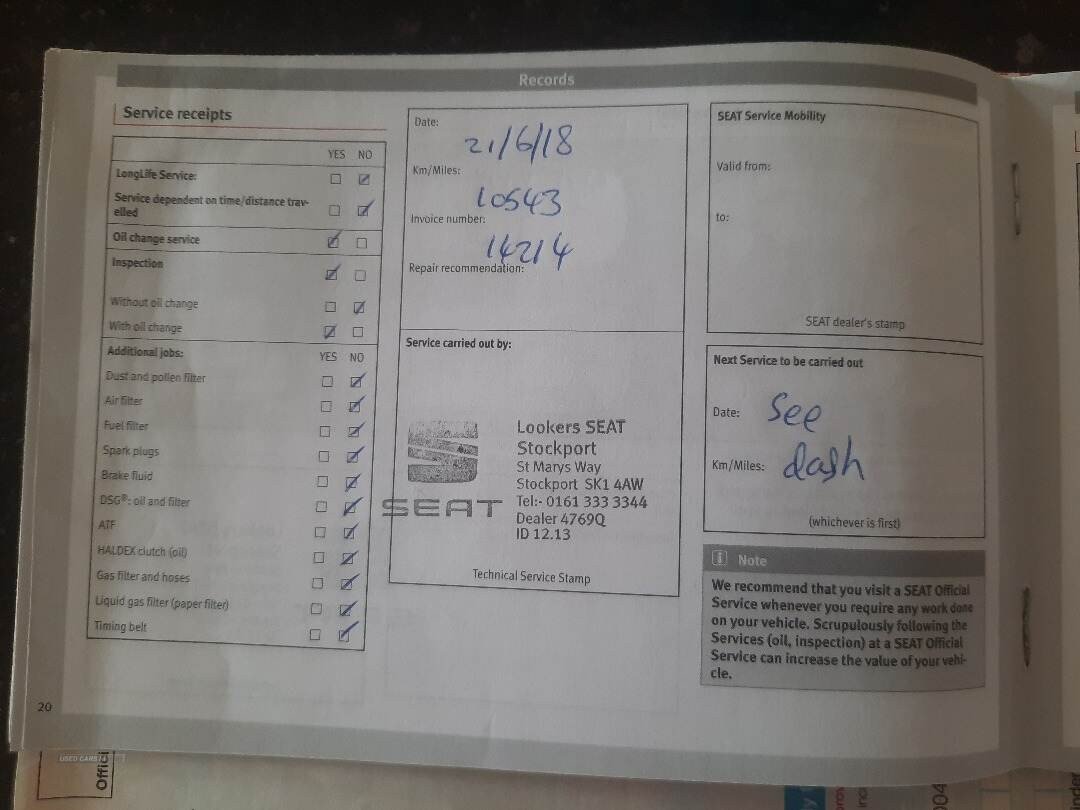 Records
Service receipts
YES NO
LongLife Service:
Service dependent on time/distance trav-
elled
Oil change service
Inspection
Without oil change
With oil change
Additional jobs: YES NO
Dust and pollen filter
Air filter
Fuel filter
Spark plugs
Brake fluid
DSG®: oil and filter
ATF
HALDEX clutch (oil)
Gas filter and hoses
Liquid gas filter (paper filter)
Timing belt
20
Date:
21/6/18
Km/Miles:
10543
Invoice number:
14214
Repair recommendation:
Service carried out by:
SEAT
Lookers SEAT
Stockport
St Marys Way
Stockport SK1 4AW
Tel:- 0161 333 3344
Dealer 4769Q
ID 12.13
Technical Service Stamp
SEAT Service Mobility
Valid from:
to:
SEAT dealer's stamp
Next Service to be carried out
Date: See
Km/Miles: dash
(whichever is first)
Note
We recommend that you visit a SEAT Official
Service whenever you require any work done
on your vehicle. Scrupulously following the
Services (oil, inspection) at a SEAT Official
Service can increase the value of your vehi-
cle.
USED CARS
Offici
004